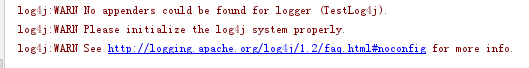 log4j:WARN No appenders could be found for logger (TestLog4j).
log4j:WARN Please initialize the log4j system properly.
log4j:WARN See http://logging.apache.org/log4j/1.2/faq.html#noconfig for more info.